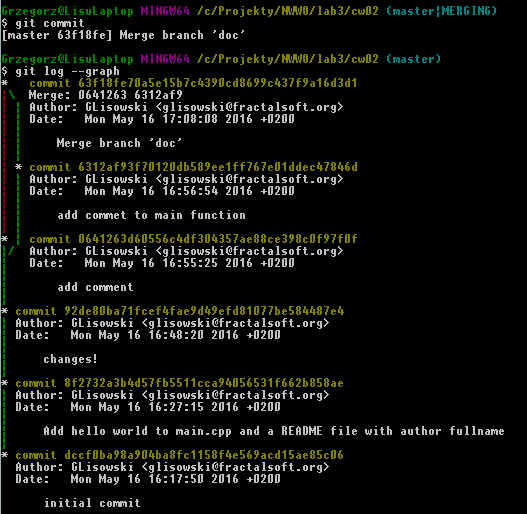 Grzegorz@LisuLaptop MINGW64 /c/Projekty/NWWO/lab3/cw02 (master|MERGING)
$ git commit
[master 63f18fe] Merge branch 'doc'
Grzegorz@LisuLaptop MINGW64 /c/Projekty/NWWO/lab3/cw02 (master)
$ git log --graph
*   commit 63f18fe70a5e15b7c4390cd8699c437f9a16d3d1
|\  Merge: 0641263 6312af9
| | Author: GLisowski <glisowski@fractalsoft.org>
| | Date:   Mon May 16 17:08:08 2016 +0200
| |
| |     Merge branch 'doc'
| |
| * commit 6312af93f70120db589ee1ff767e01ddec47846d
| | Author: GLisowski <glisowski@fractalsoft.org>
| | Date:   Mon May 16 16:56:54 2016 +0200
| |
| |     add commet to main function
| |
* | commit 0641263d60556c4df304357ae88ce398c0f97f0f
|/  Author: GLisowski <glisowski@fractalsoft.org>
|   Date:   Mon May 16 16:55:25 2016 +0200
|
|       add comment
|
* commit 92de80ba71fcef4fae9d49efd81077be584487e4
| Author: GLisowski <glisowski@fractalsoft.org>
| Date:   Mon May 16 16:48:20 2016 +0200
|
|     changes!
|
* commit 8f2732a3b4d57fb5511cca94056531f662b858ae
| Author: GLisowski <glisowski@fractalsoft.org>
| Date:   Mon May 16 16:27:15 2016 +0200
|
|     Add hello world to main.cpp and a README file with author fullname
|
* commit dccf0ba98a904ba8fc1158f4e569acd15ae85c06
  Author: GLisowski <glisowski@fractalsoft.org>
  Date:   Mon May 16 16:17:50 2016 +0200

      initial commit